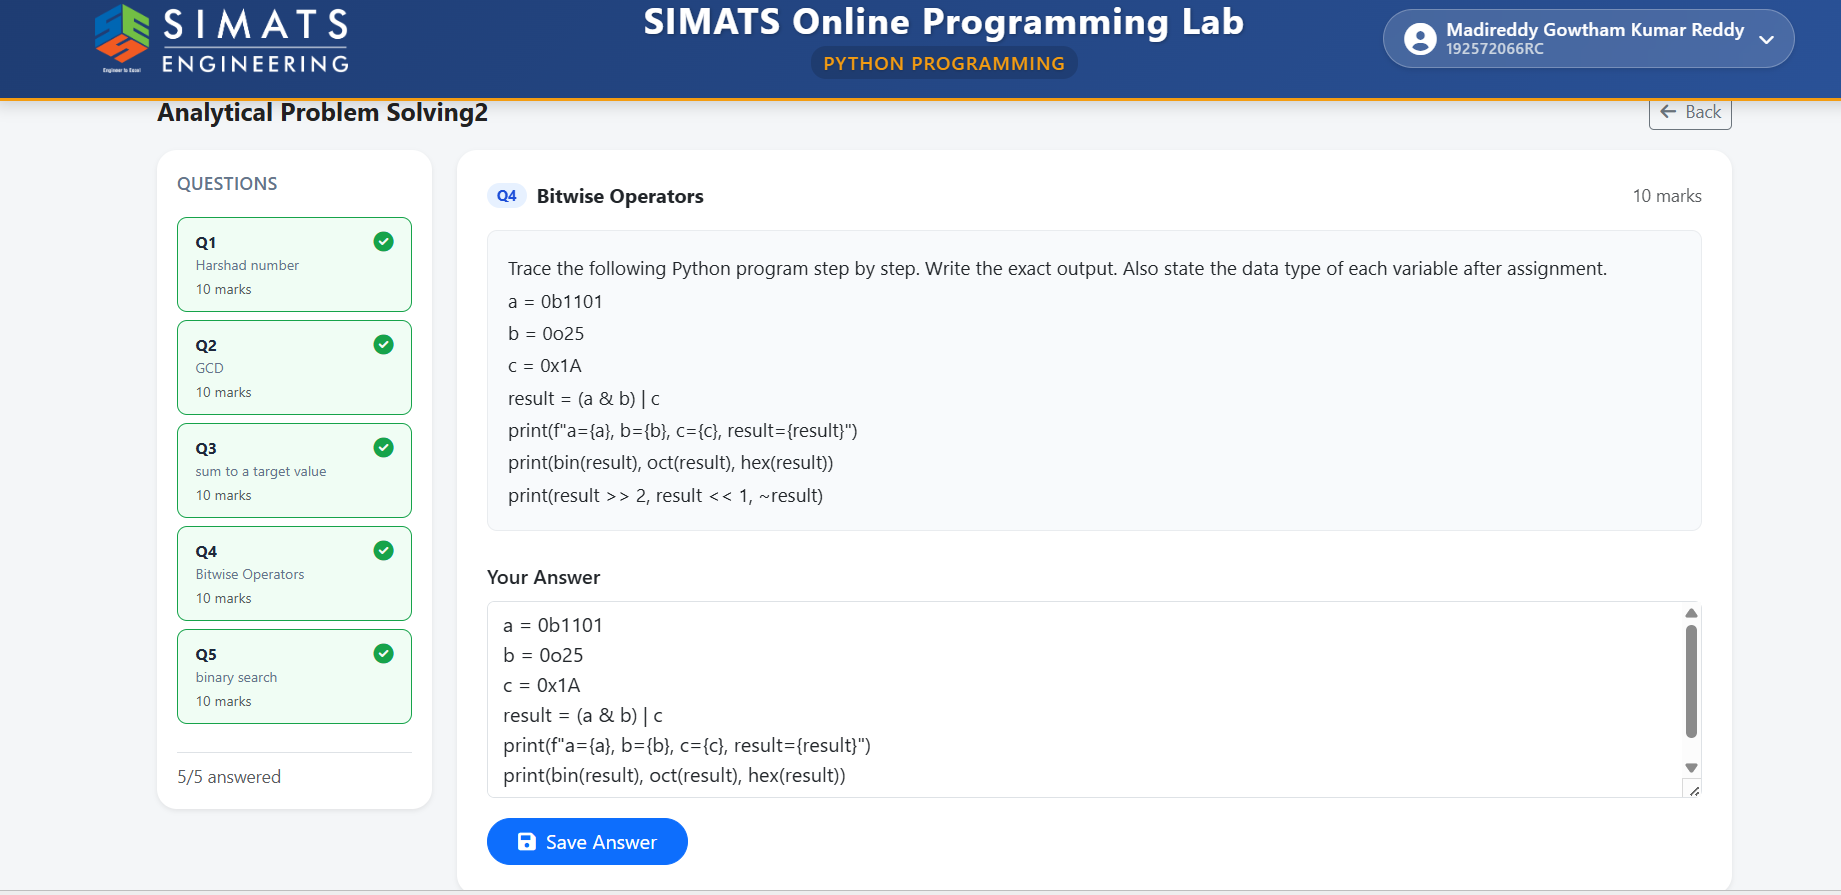 SIMATS
ENGINEERING
Engineer to Excel
SIMATS Online Programming Lab
PYTHON PROGRAMMING
Madireddy Gowtham Kumar Reddy
192572066RC
Analytical Problem Solving2
Back
QUESTIONS
Q1
Harshad number
10 marks
Q2
GCD
10 marks
Q3
sum to a target value
10 marks
Q4
Bitwise Operators
10 marks
Q5
binary search
10 marks
5/5 answered
Q4 Bitwise Operators
10 marks
Trace the following Python program step by step. Write the exact output. Also state the data type of each variable after assignment.
a = 0b1101
b = 0o25
c = 0x1A
result = (a & b) | c
print(f"a={a}, b={b}, c={c}, result={result}")
print(bin(result), oct(result), hex(result))
print(result >> 2, result << 1, ~result)
Your Answer
a = 0b1101
b = 0o25
c = 0x1A
result = (a & b) | c
print(f"a={a}, b={b}, c={c}, result={result}")
print(bin(result), oct(result), hex(result))
Save Answer